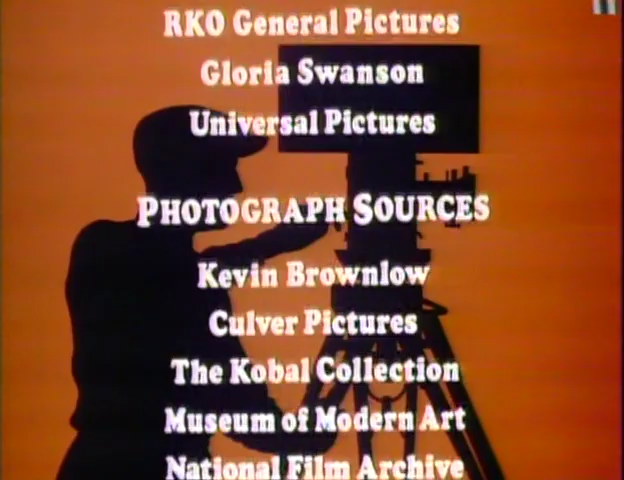 RKO General Pictures
Gloria Swanson
Universal Pictures
PHOTOGRAPH SOURCES
Kevin Brownlow
Culver Pictures
The Kobal Collection
Museum of Modern Art
National Film Archive